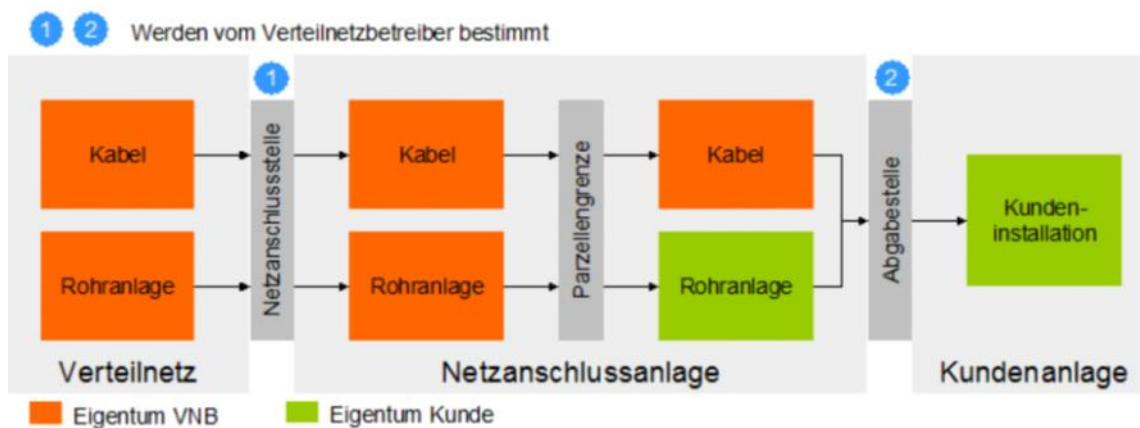 1 2 Werden vom Verteilnetzbetreiber bestimmt
1
2
Kabel
Netzanschlussstelle
Kabel
Parzellengrenze
Kabel
Abgabestelle
Kunden-
installation
Rohranlage
Rohranlage
Rohranlage
Verteilnetz
Netzanschlussanlage
Kundenanlage
Eigentum VNB
Eigentum Kunde